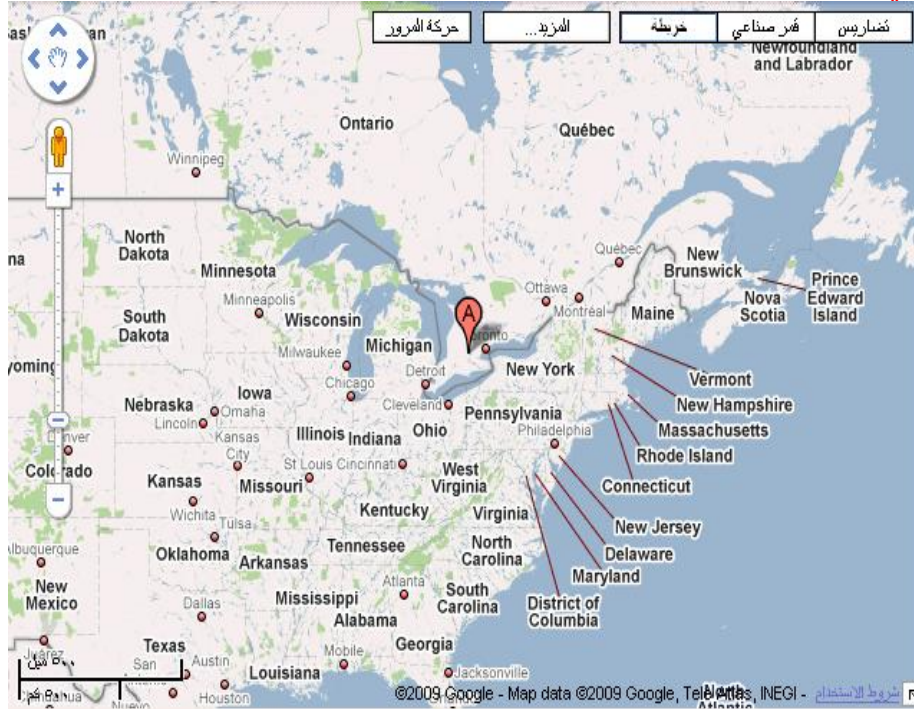 تضاريس
قمر صناعي
خريطة
المزيد...
حركة المرور
Newfoundland
and Labrador
Ontario
Québec
Winnipeg
North
Dakota
Minnesota
Minneapolis
South
Dakota
Wisconsin
Milwaukee
Michigan
Chicago
Detroit
A
Ottawa
Montréal
Québec
New
Brunswick
Maine
Nova
Scotia
Prince
Edward
Island
New York
Vermont
New Hampshire
Massachusetts
Rhode Island
Connecticut
New Jersey
Delaware
Maryland
District of
Columbia
Nebraska
Iowa
Omaha
Lincoln
Illinois
Indiana
Ohio
Cleveland
Pennsylvania
Philadelphia
Kansas
City
St Louis
Cincinnati
West
Virginia
Kansas
Missouri
Kentucky
Virginia
Wichita
Tulsa
Oklahoma
Arkansas
Tennessee
North
Carolina
Albuquerque
New
Mexico
Dallas
Mississippi
Atlanta
South
Carolina
Alabama
Georgia
Texas
San
Austin
Louisiana
Mobile
Jacksonville
Houston
٥٠٠ ميل
©2009 Google - Map data ©2009 Google, Tele Atlas, INEGI - شروط الاستخدام